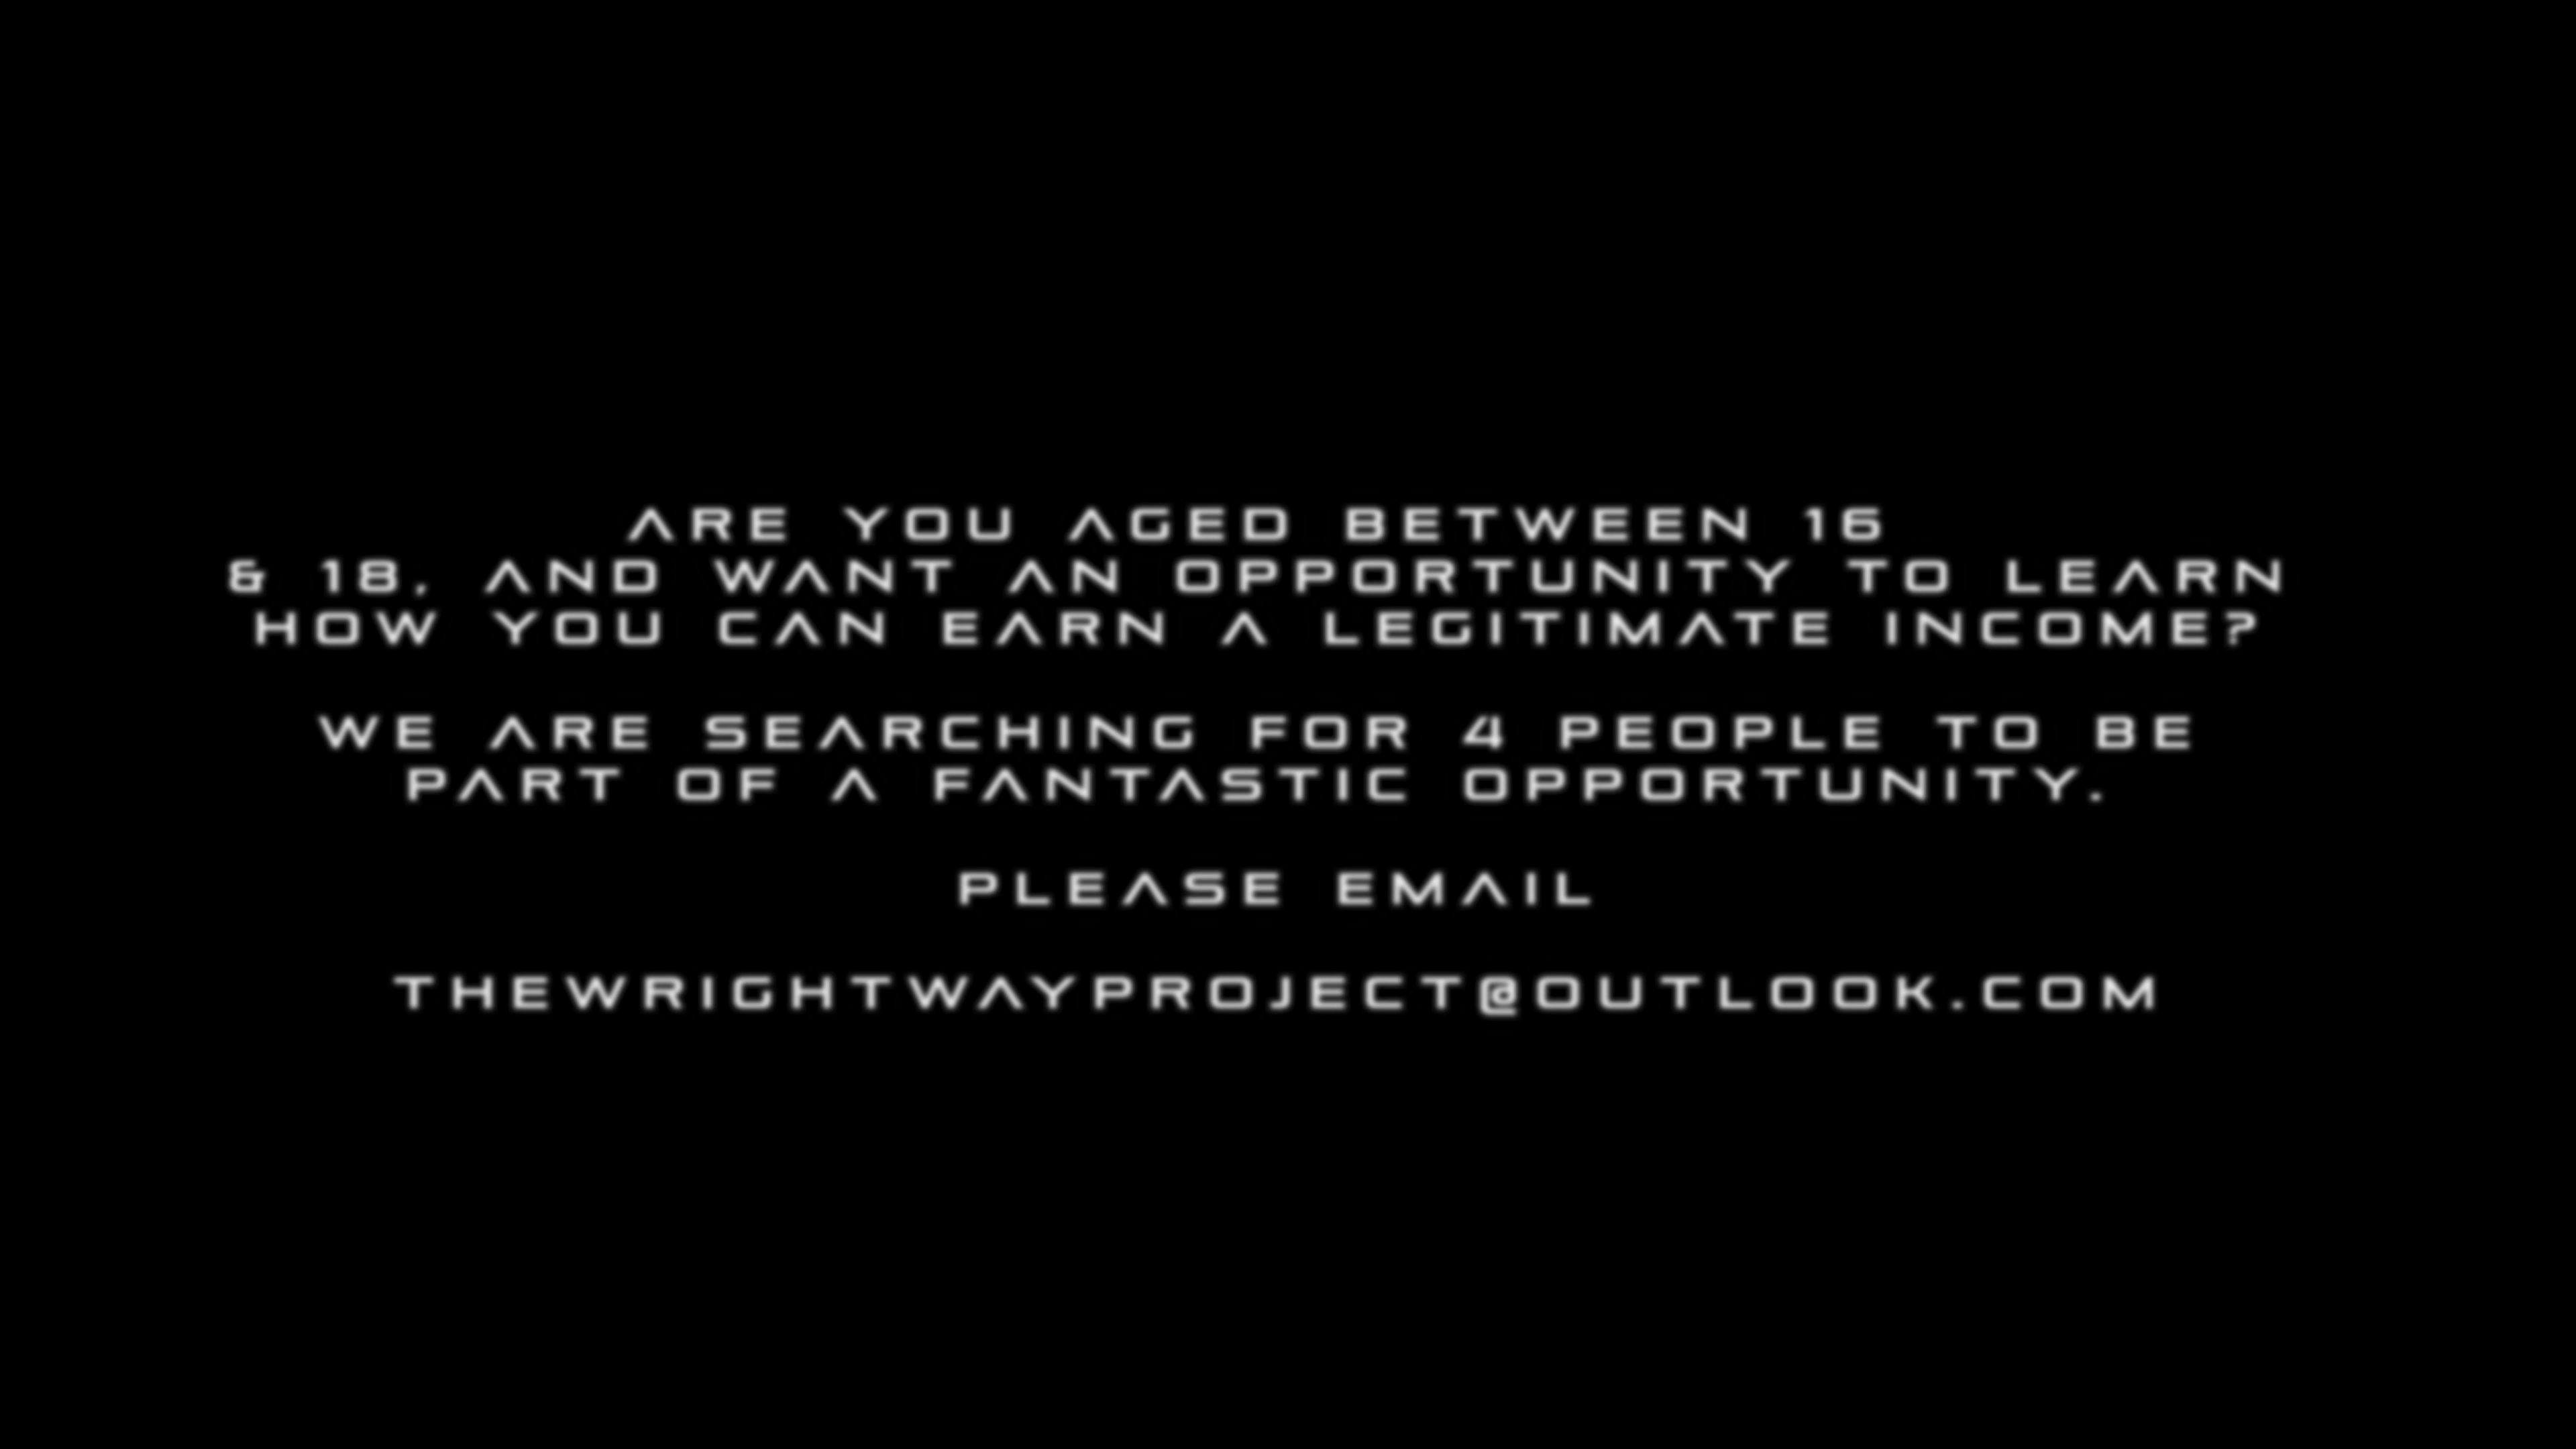 ARE YOU AGED BETWEEN 16
& 18, AND WANT AN OPPORTUNITY TO LEARN
HOW YOU CAN EARN A LEGITIMATE INCOME?
WE ARE SEARCHING FOR 4 PEOPLE TO BE
PART OF A FANTASTIC OPPORTUNITY.
PLEASE EMAIL
THEWRIGHTWAYPROJECT@OUTLOOK.COM